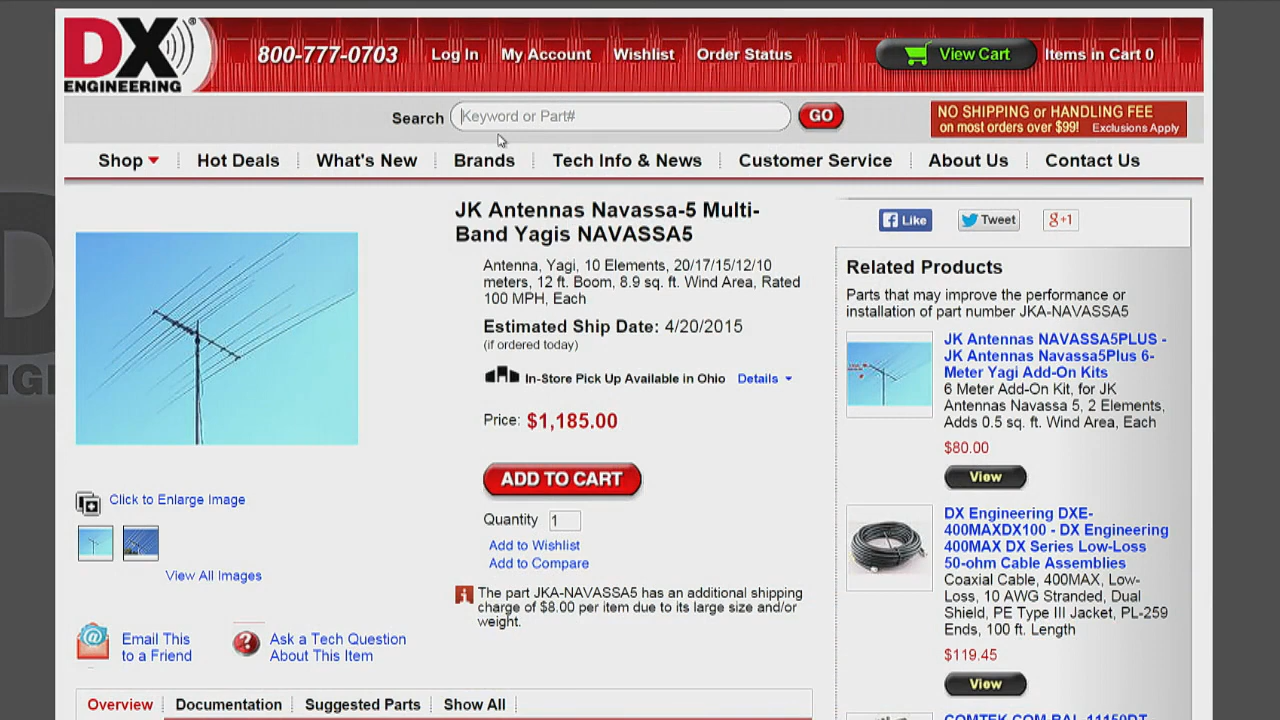 DX
ENGINEERING
®
800-777-0703
Log In
My Account
Wishlist
Order Status
View Cart
Items in Cart 0
Search
Keyword or Part#
GO
NO SHIPPING or HANDLING FEE
on most orders over $99! Exclusions Apply
Shop
Hot Deals
What's New
Brands
Tech Info & News
Customer Service
About Us
Contact Us
JK Antennas Navassa-5 Multi-
Band Yagis NAVASSA5
Antenna, Yagi, 10 Elements, 20/17/15/12/10
meters, 12 ft. Boom, 8.9 sq. ft. Wind Area, Rated
100 MPH, Each
Estimated Ship Date: 4/20/2015
(if ordered today)
In-Store Pick Up Available in Ohio
Details
Price: $1,185.00
ADD TO CART
Quantity 1
Add to Wishlist
Add to Compare
The part JKA-NAVASSA5 has an additional shipping
charge of $8.00 per item due to its large size and/or
weight.
Click to Enlarge Image
View All Images
Email This
to a Friend
Ask a Tech Question
About This Item
Overview
Documentation
Suggested Parts
Show All
Like
Tweet
g+1
Related Products
Parts that may improve the performance or
installation of part number JKA-NAVASSA5
JK Antennas NAVASSA5PLUS -
JK Antennas Navassa5Plus 6-
Meter Yagi Add-On Kits
6 Meter Add-On Kit, for JK
Antennas Navassa 5, 2 Elements,
Adds 0.5 sq. ft. Wind Area, Each
$80.00
View
DX Engineering DXE-
400MAXDX100 - DX Engineering
400MAX DX Series Low-Loss
50-ohm Cable Assemblies
Coaxial Cable, 400MAX, Low-
Loss, 10 AWG Stranded, Dual
Shield, PE Type III Jacket, PL-259
Ends, 100 ft. Length
$119.45
View
COMTEK COM-BAL-11150DT